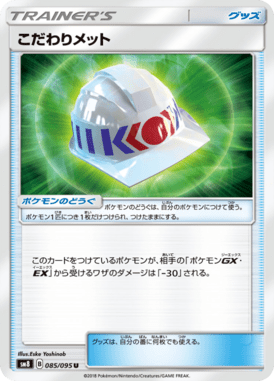 TRAINER'S
グッズ
こだわりメット
ポケモンのどうぐ
ポケモンのどうぐは、自分のポケモンにつけて使う。
ポケモン1匹につき1枚だけつけられ、つけたままにする。
このカードをつけているポケモンが、相手の「ポケモンGX・
EX」から受けるワザのダメージは「-30」される。
Illus.Eske Yoshinob
グッズは、自分の番に何枚でも使える。
SM8 085/095 U
©2018 Pokémon/Nintendo/Creatures/GAME FREAK.